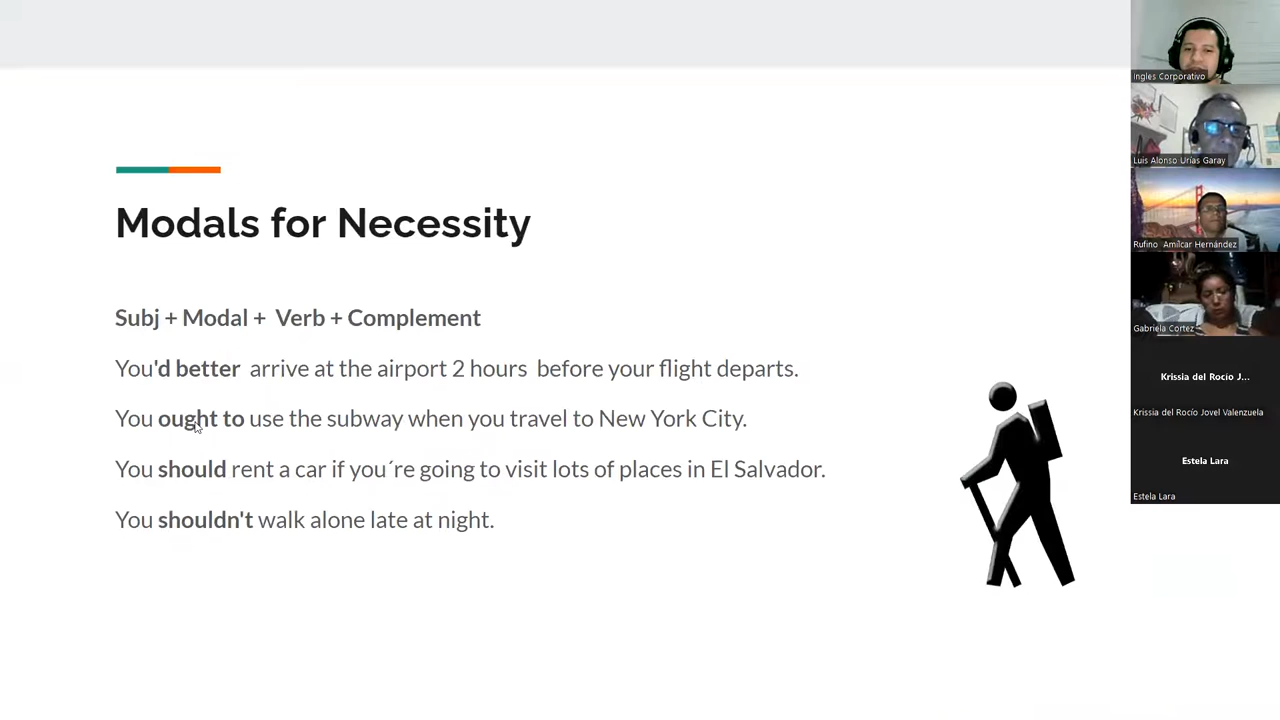 Modals for Necessity
Subj + Modal + Verb + Complement
You'd better arrive at the airport 2 hours before your flight departs.
You ought to use the subway when you travel to New York City.
You should rent a car if you´re going to visit lots of places in El Salvador.
You shouldn't walk alone late at night.
Ingles Corporativo
Luis Alonso Urías Garay
Rufino Amílcar Hernández
Gabriela Cortez
Krissia del Rocío J...
Krissia del Rocío Jovel Valenzuela
Estela Lara
Estela Lara